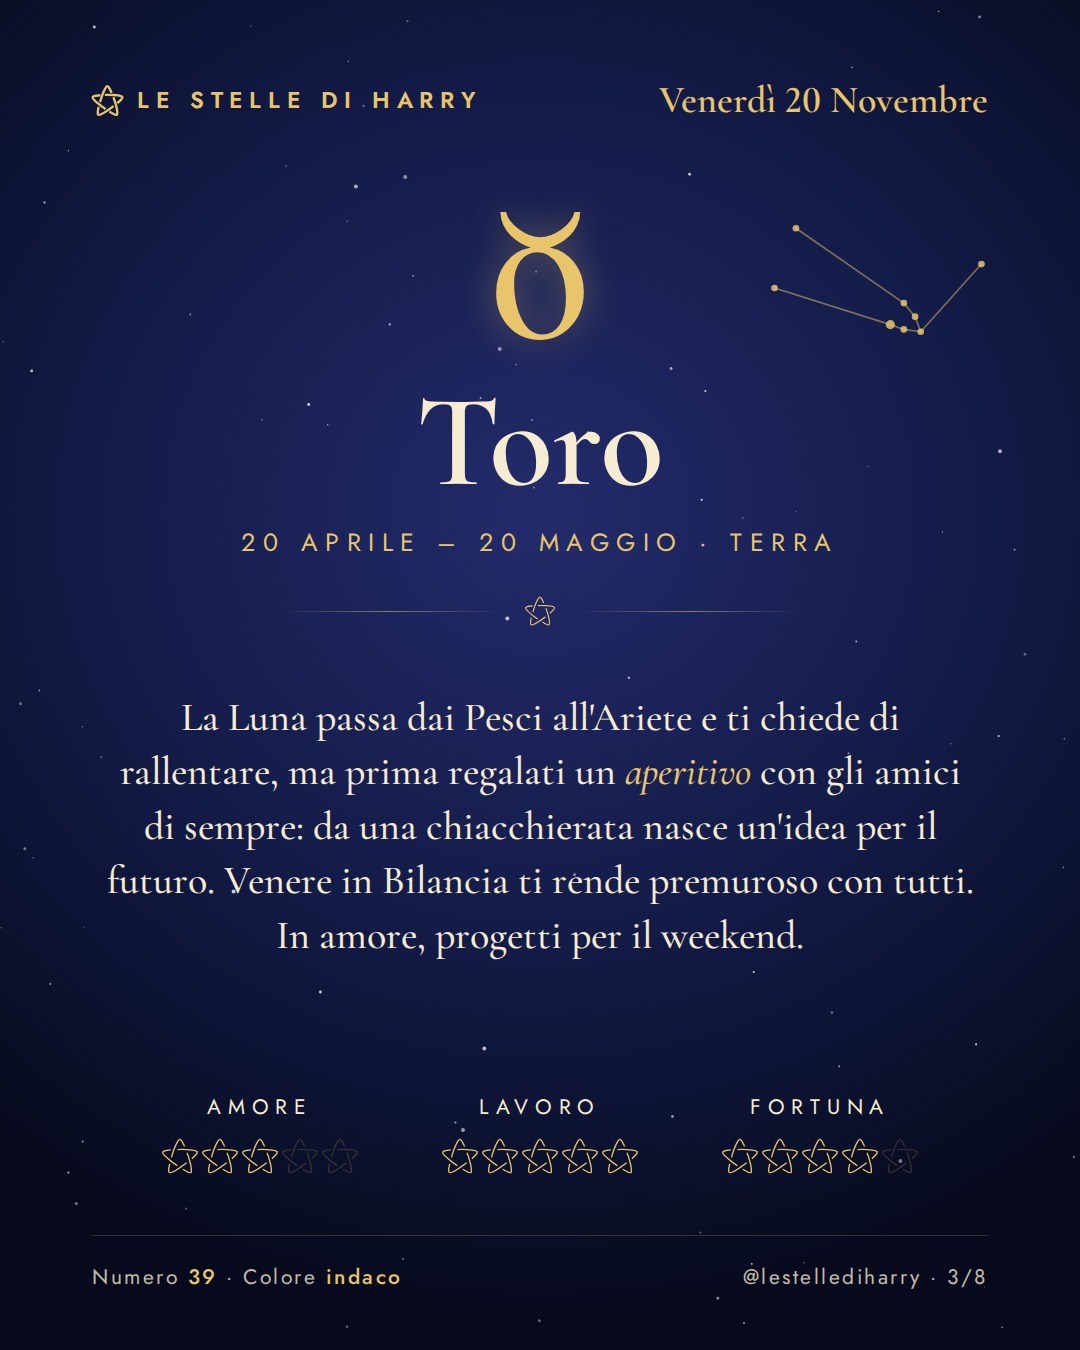 LE STELLE DI HARRY
Venerdì 20 Novembre
♉
Toro
20 APRILE – 20 MAGGIO · TERRA
La Luna passa dai Pesci all'Ariete e ti chiede di
rallentare, ma prima regalati un aperitivo con gli amici
di sempre: da una chiacchierata nasce un'idea per il
futuro. Venere in Bilancia ti rende premuroso con tutti.
In amore, progetti per il weekend.
AMORE
LAVORO
FORTUNA
Numero 39 · Colore indaco
@lestellediharry · 3/8